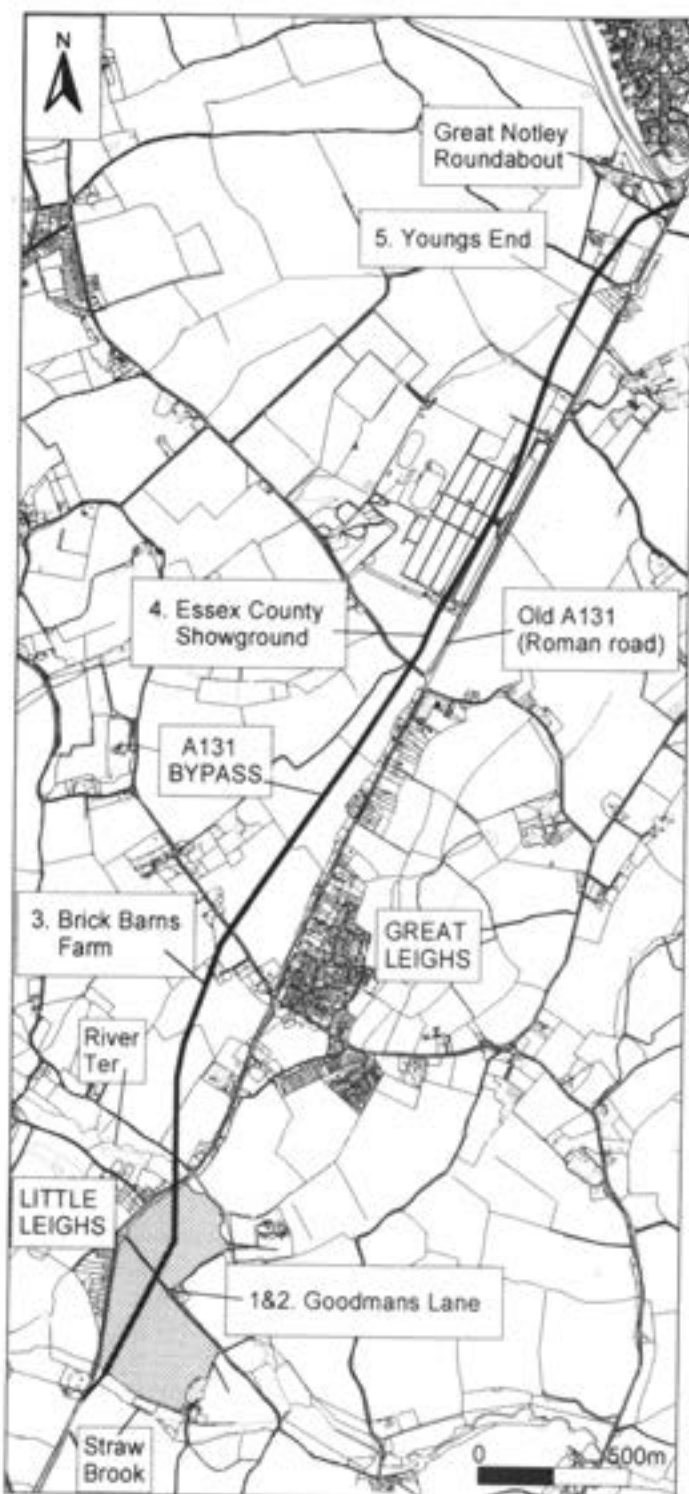 N
Great Notley
Roundabout
5. Youngs End
4. Essex County
Showground
Old A131
(Roman road)
A131
BYPASS
3. Brick Barns
Farm
GREAT
LEIGHS
River
Ter
LITTLE
LEIGHS
1&2. Goodmans Lane
Straw
Brook
0 500m